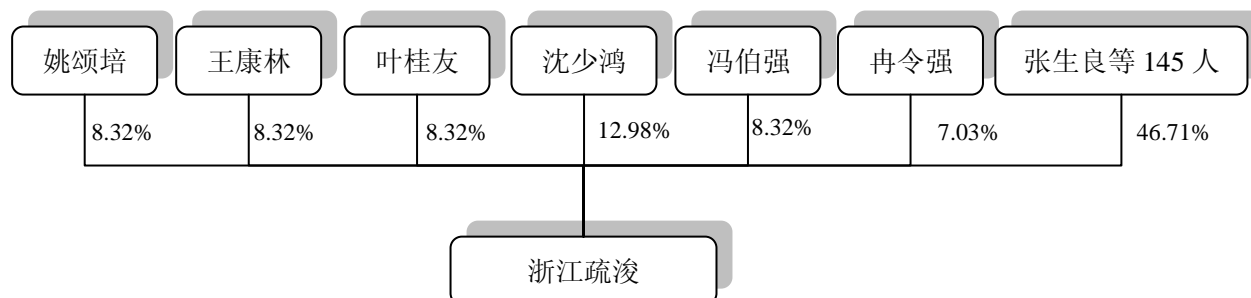 姚颂培 王康林 叶桂友 沈少鸿 冯伯强 冉令强 张生良等 145 人
8.32% 8.32% 8.32% 12.98% 8.32% 7.03% 46.71%
浙江疏浚